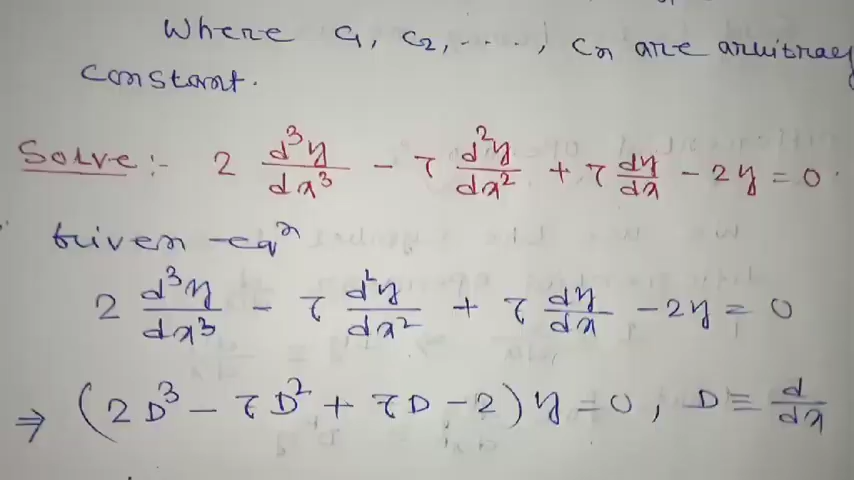 Where c₁, c₂, ...., cₙ are aruitraey
constant.
Solve:- 2 d³y/dx³ - 7 d²y/dx² + 7 dy/dx - 2y = 0.
Given eqⁿ
2 d³y/dx³ - 7 d²y/dx² + 7 dy/dx - 2y = 0
⇒ (2D³ - 7D² + 7D - 2) y = 0, D ≡ d/dx